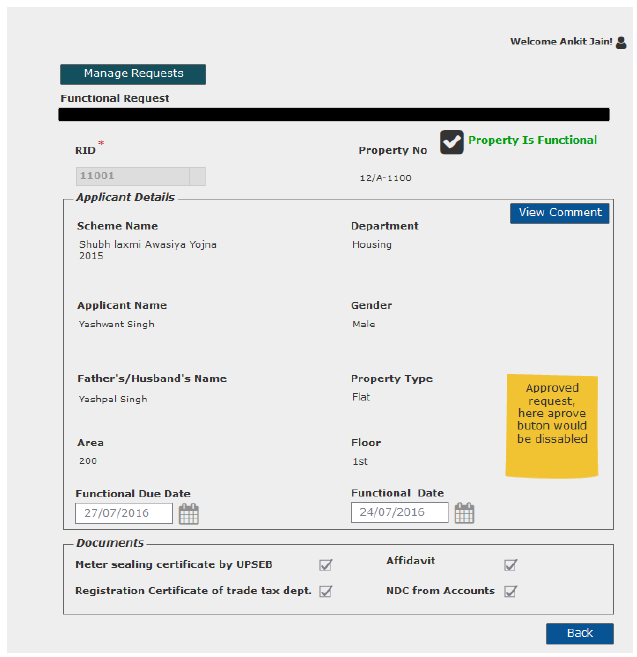 Welcome Ankit Jain!
Manage Requests
Functional Request
RID *
Property No
Property Is Functional
11001
12/A-1100
Applicant Details
View Comment
Scheme Name
Department
Shubh laxmi Awasiya Yojna
2015
Housing
Applicant Name
Gender
Yashwant Singh
Male
Father's/Husband's Name
Property Type
Yashpal Singh
Flat
Approved
request,
here aprove
buton would
be dissabled
Area
Floor
200
1st
Functional Due Date
Functional Date
27/07/2016
24/07/2016
Documents
Meter sealing certificate by UPSEB
Affidavit
Registration Certificate of trade tax dept.
NDC from Accounts
Back